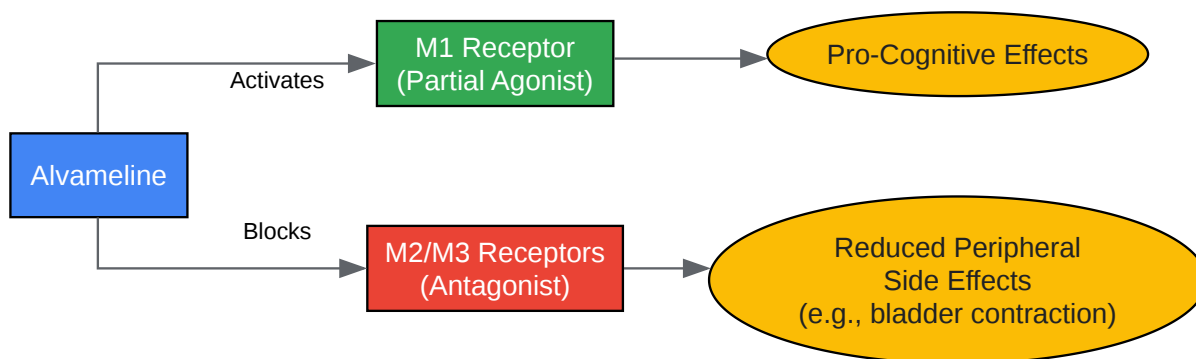 M1 Receptor
(Partial Agonist)
Pro-Cognitive Effects
Activates
Alvameline
Blocks
M2/M3 Receptors
(Antagonist)
Reduced Peripheral
Side Effects
(e.g., bladder contraction)